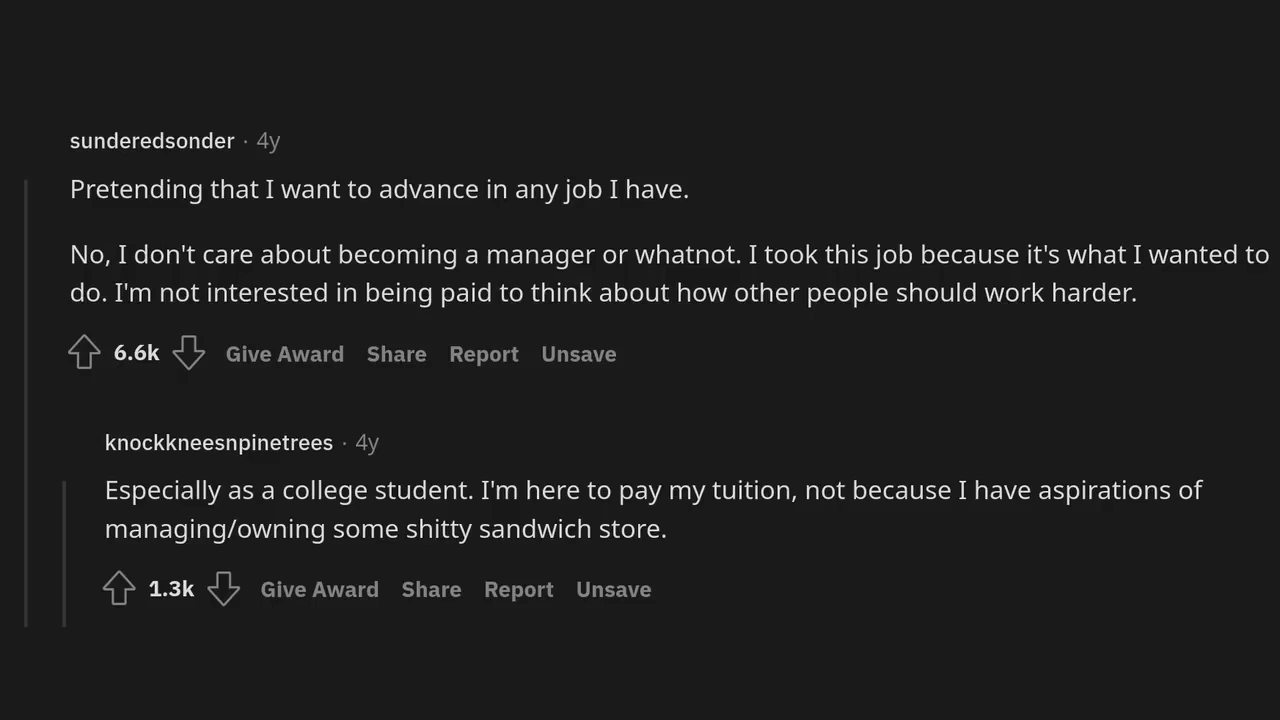 sunderedsonder · 4y
Pretending that I want to advance in any job I have.
No, I don't care about becoming a manager or whatnot. I took this job because it's what I wanted to
do. I'm not interested in being paid to think about how other people should work harder.
6.6k Give Award Share Report Unsave
knockkneesnpinetrees · 4y
Especially as a college student. I'm here to pay my tuition, not because I have aspirations of
managing/owning some shitty sandwich store.
1.3k Give Award Share Report Unsave